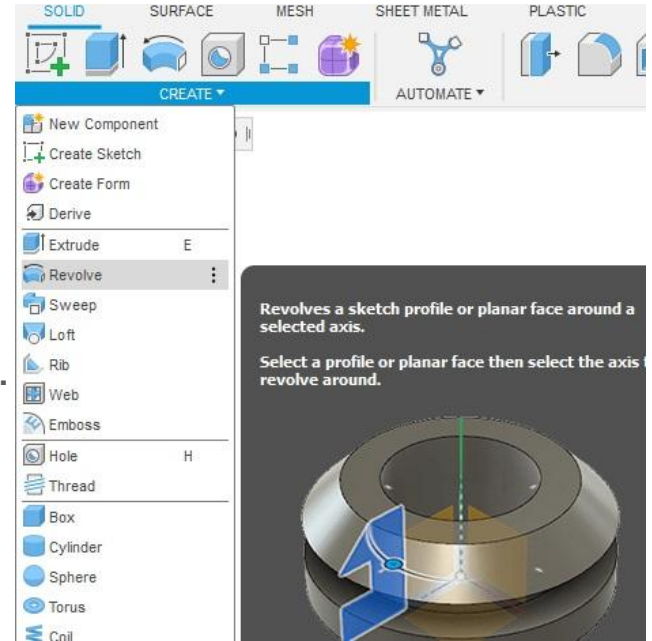 SOLID SURFACE MESH SHEET METAL PLASTIC
CREATE ▼ AUTOMATE ▼
New Component
Create Sketch
Create Form
Derive
Extrude E
Revolve
Sweep
Loft
Rib
Web
Emboss
Hole H
Thread
Box
Cylinder
Sphere
Torus
Coil
Revolves a sketch profile or planar face around a
selected axis.
Select a profile or planar face then select the axis
revolve around.